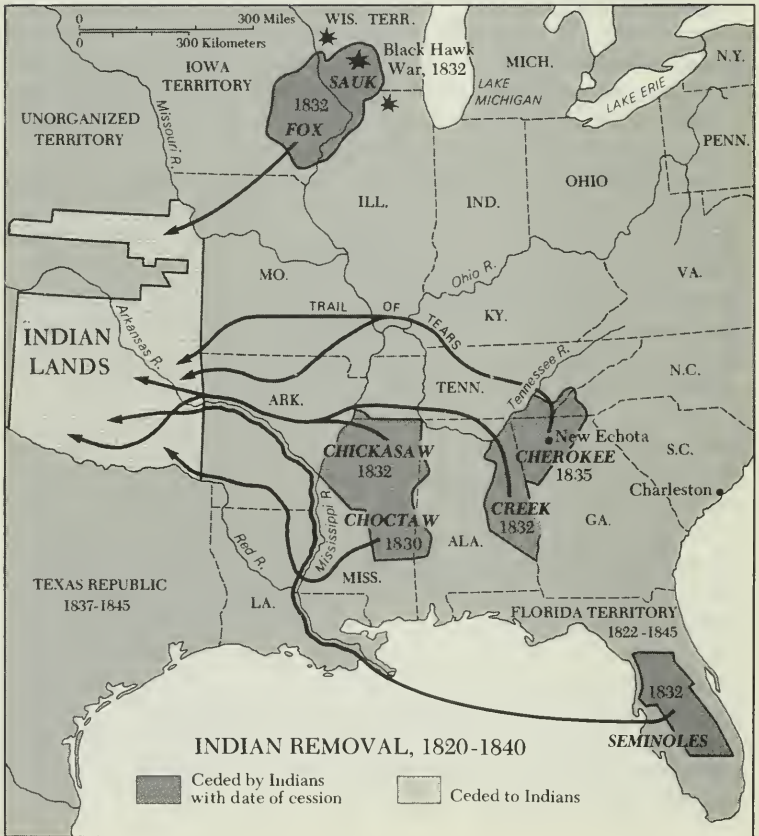 0 300 Miles
0 300 Kilometers
WIS. TERR.
Black Hawk
War, 1832
MICH.
N.Y.
IOWA
TERRITORY
SAUK
1832
FOX
LAKE
MICHIGAN
LAKE ERIE
UNORGANIZED
TERRITORY
Missouri R.
PENN.
ILL.
IND.
OHIO
MO.
Ohio R.
VA.
KY.
TRAIL OF TEARS
INDIAN
LANDS
Arkansas R.
Tennessee R.
TENN.
N.C.
ARK.
New Echota
CHEROKEE
1835
S.C.
CHICKASAW
1832
Charleston
CREEK
1832
GA.
CHOCTAW
1830
ALA.
Mississippi R.
MISS.
Red R.
LA.
TEXAS REPUBLIC
1837-1845
FLORIDA TERRITORY
1822-1845
1832
SEMINOLES
INDIAN REMOVAL, 1820-1840
Ceded by Indians
with date of cession
Ceded to Indians